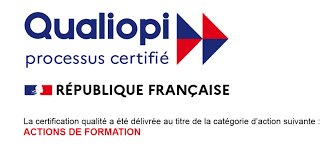 Qualiopi
processus certifié
RÉPUBLIQUE FRANÇAISE
La certification qualité a été délivrée au titre de la catégorie d'action suivante :
ACTIONS DE FORMATION